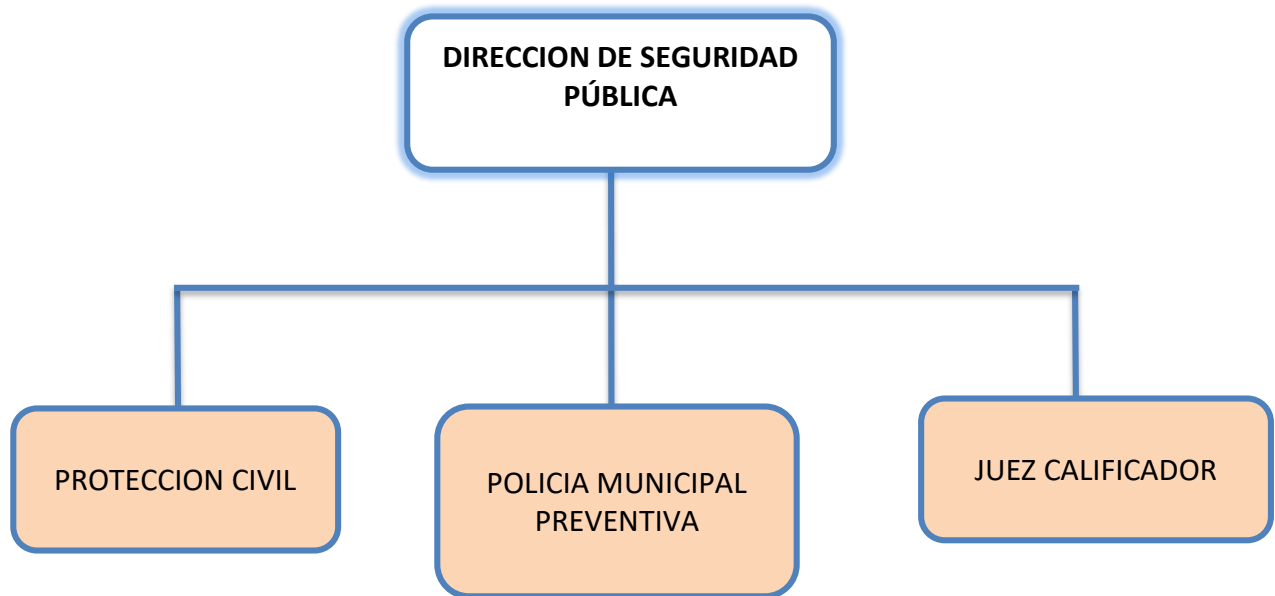 DIRECCION DE SEGURIDAD
PÚBLICA
PROTECCION CIVIL
POLICIA MUNICIPAL
PREVENTIVA
JUEZ CALIFICADOR